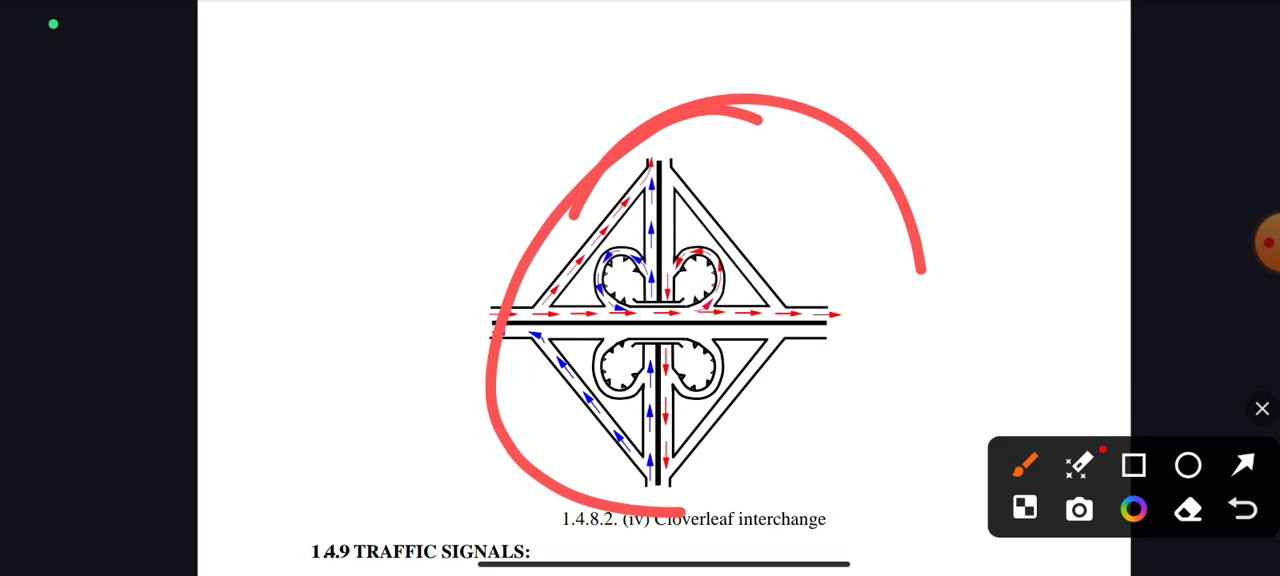 1.4.8.2. (iv) Cloverleaf interchange
1.4.9 TRAFFIC SIGNALS: